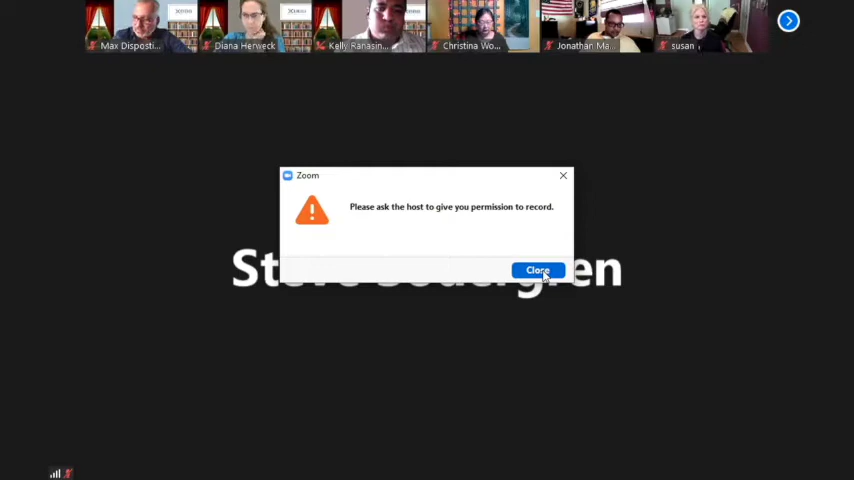 Max Disposti...
Diana Herweck
Kelly Ranasin...
Christina Wo...
Jonathan Ma...
susan
Zoom
Please ask the host to give you permission to record.
Close